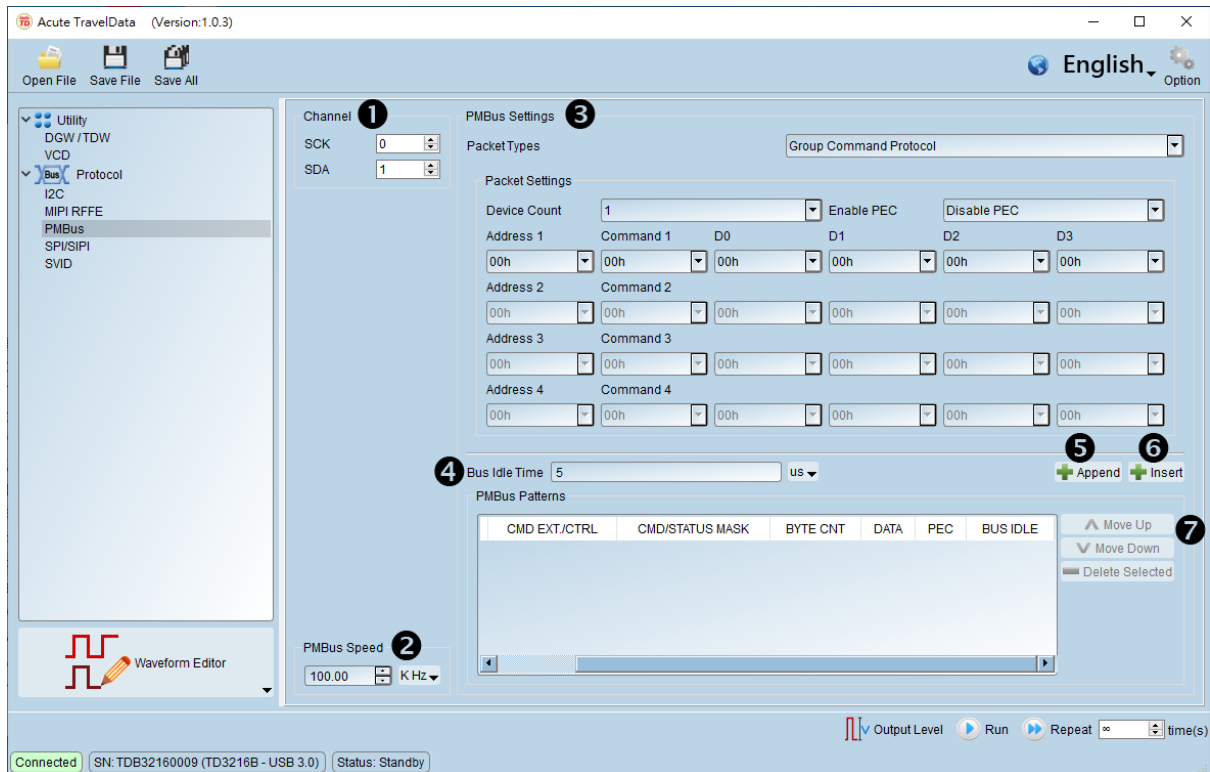 Acute TravelData (Version:1.0.3)
Open File Save File Save All
English
Option
Utility
DGW / TDW
VCD
Bus Protocol
I2C
MIPI RFFE
PMBus
SPI/SIPI
SVID
Waveform Editor
Channel 1
SCK 0
SDA 1
PMBus Speed 2
100.00 K Hz
PMBus Settings 3
Packet Types Group Command Protocol
Packet Settings
Device Count 1 Enable PEC Disable PEC
Address 1 Command 1 D0 D1 D2 D3
00h 00h 00h 00h 00h 00h
Address 2 Command 2
00h 00h 00h 00h 00h 00h
Address 3 Command 3
00h 00h 00h 00h 00h 00h
Address 4 Command 4
00h 00h 00h 00h 00h 00h
4 Bus Idle Time 5 us
5 6
Append Insert
PMBus Patterns
CMD EXT./CTRL CMD/STATUS MASK BYTE CNT DATA PEC BUS IDLE
Move Up 7
Move Down
Delete Selected
Output Level Run Repeat ∞ time(s)
Connected SN: TDB32160009 (TD3216B - USB 3.0) Status: Standby